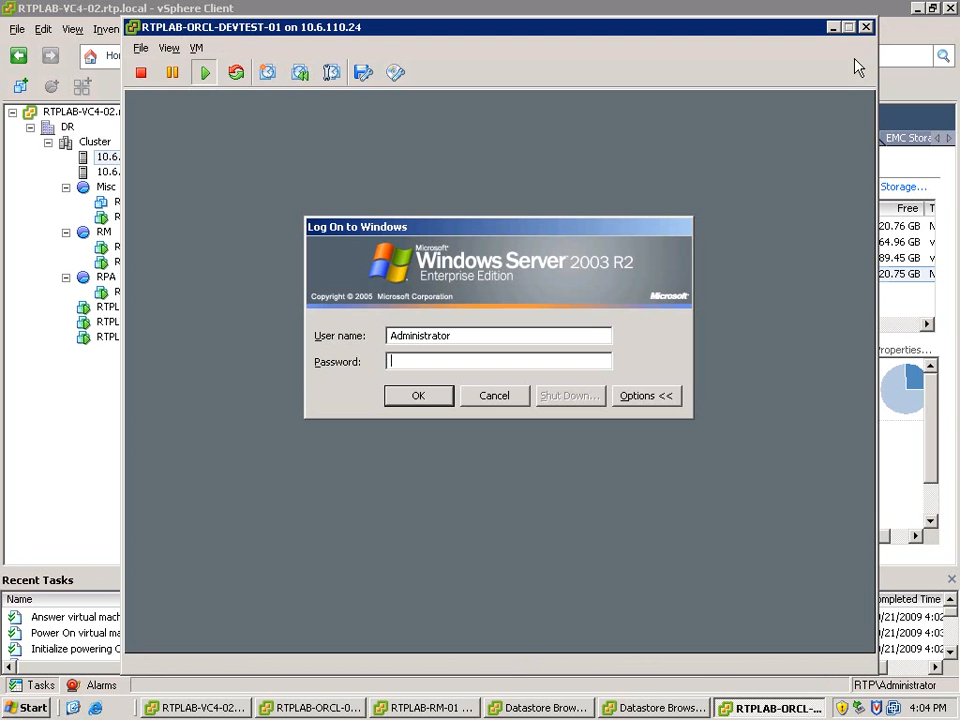 RTPLAB-VC4-02.rtp.local - vSphere Client
File Edit View Inven
Ho
RTPLAB-VC4-02.r
DR
Cluster
10.6.
10.6.
Misc
R
R
RM
R
R
RPA
R
RTPL
RTPL
RTPL
RTPLAB-ORCL-DEVTEST-01 on 10.6.110.24
File View VM
Log On to Windows
Microsoft
Windows Server 2003 R2
Enterprise Edition
Copyright © 2005 Microsoft Corporation
Microsoft
User name: Administrator
Password:
OK Cancel Shut Down... Options <<
EMC Stora
Storage...
Free T
20.76 GB N
64.96 GB v
89.45 GB v
20.75 GB N
Properties...
Recent Tasks
Name
Answer virtual mach
Power On virtual ma
Initialize powering O
mpleted Time
/21/2009 4:02
/21/2009 4:03
/21/2009 4:02
Tasks Alarms
RTP\Administrator
Start
RTPLAB-VC4-02...
RTPLAB-ORCL-0...
RTPLAB-RM-01 ...
Datastore Brow...
Datastore Brows...
RTPLAB-ORCL-...
4:04 PM